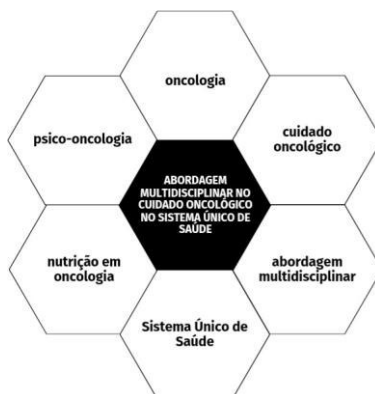 oncologia
psico-oncologia
cuidado
oncológico
ABORDAGEM
MULTIDISCIPLINAR NO
CUIDADO ONCOLÓGICO
NO SISTEMA ÚNICO DE
SAÚDE
nutrição em
oncologia
abordagem
multidisciplinar
Sistema Único de
Saúde